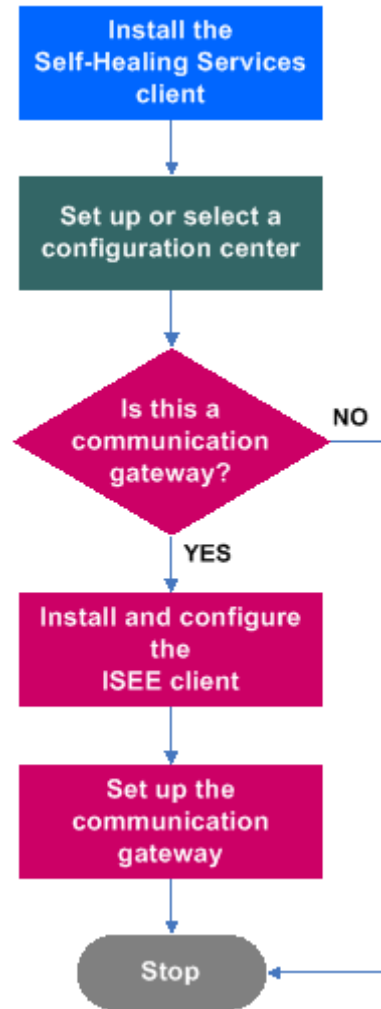 Install the
Self-Healing Services
client
Set up or select a
configuration center
Is this a
communication
gateway?
NO
YES
Install and configure
the
ISEE client
Set up the
communication
gateway
Stop